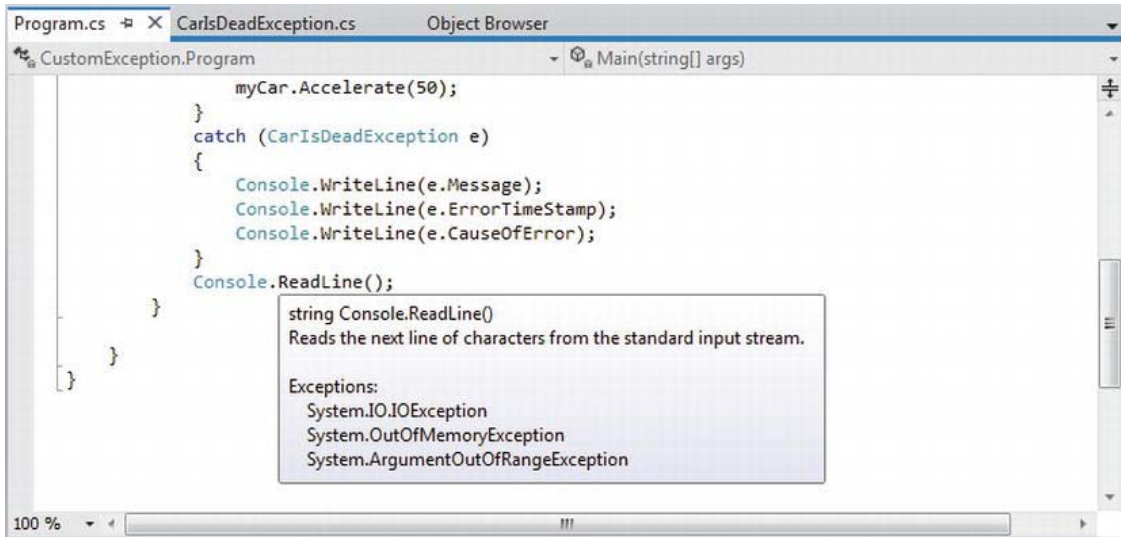 Program.cs CarIsDeadException.cs Object Browser
CustomException.Program Main(string[] args)
myCar.Accelerate(50);
}
catch (CarIsDeadException e)
{
Console.WriteLine(e.Message);
Console.WriteLine(e.ErrorTimeStamp);
Console.WriteLine(e.CauseOfError);
}
Console.ReadLine();
}
string Console.ReadLine()
Reads the next line of characters from the standard input stream.
Exceptions:
System.IO.IOException
System.OutOfMemoryException
System.ArgumentOutOfRangeException
}
}
100 %